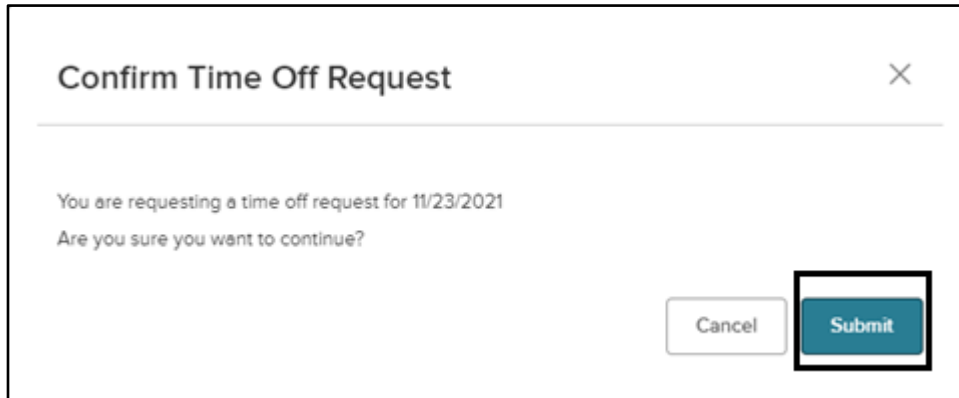 Confirm Time Off Request
You are requesting a time off request for 11/23/2021
Are you sure you want to continue?
Cancel
Submit